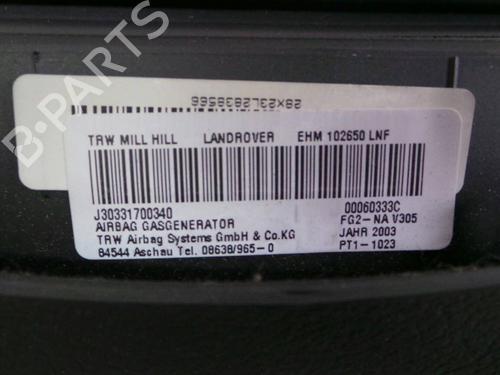 28X23L2838566
TRW MILL HILL LANDROVER EHM 102650 LNF
J30331700340 00060333C
AIRBAG GASGENERATOR FG2-NA V305
TRW Airbag Systems GmbH & Co.KG JAHR 2003
84544 Aschau Tel. 08638/965-0 PT1-1023
B-PARTS